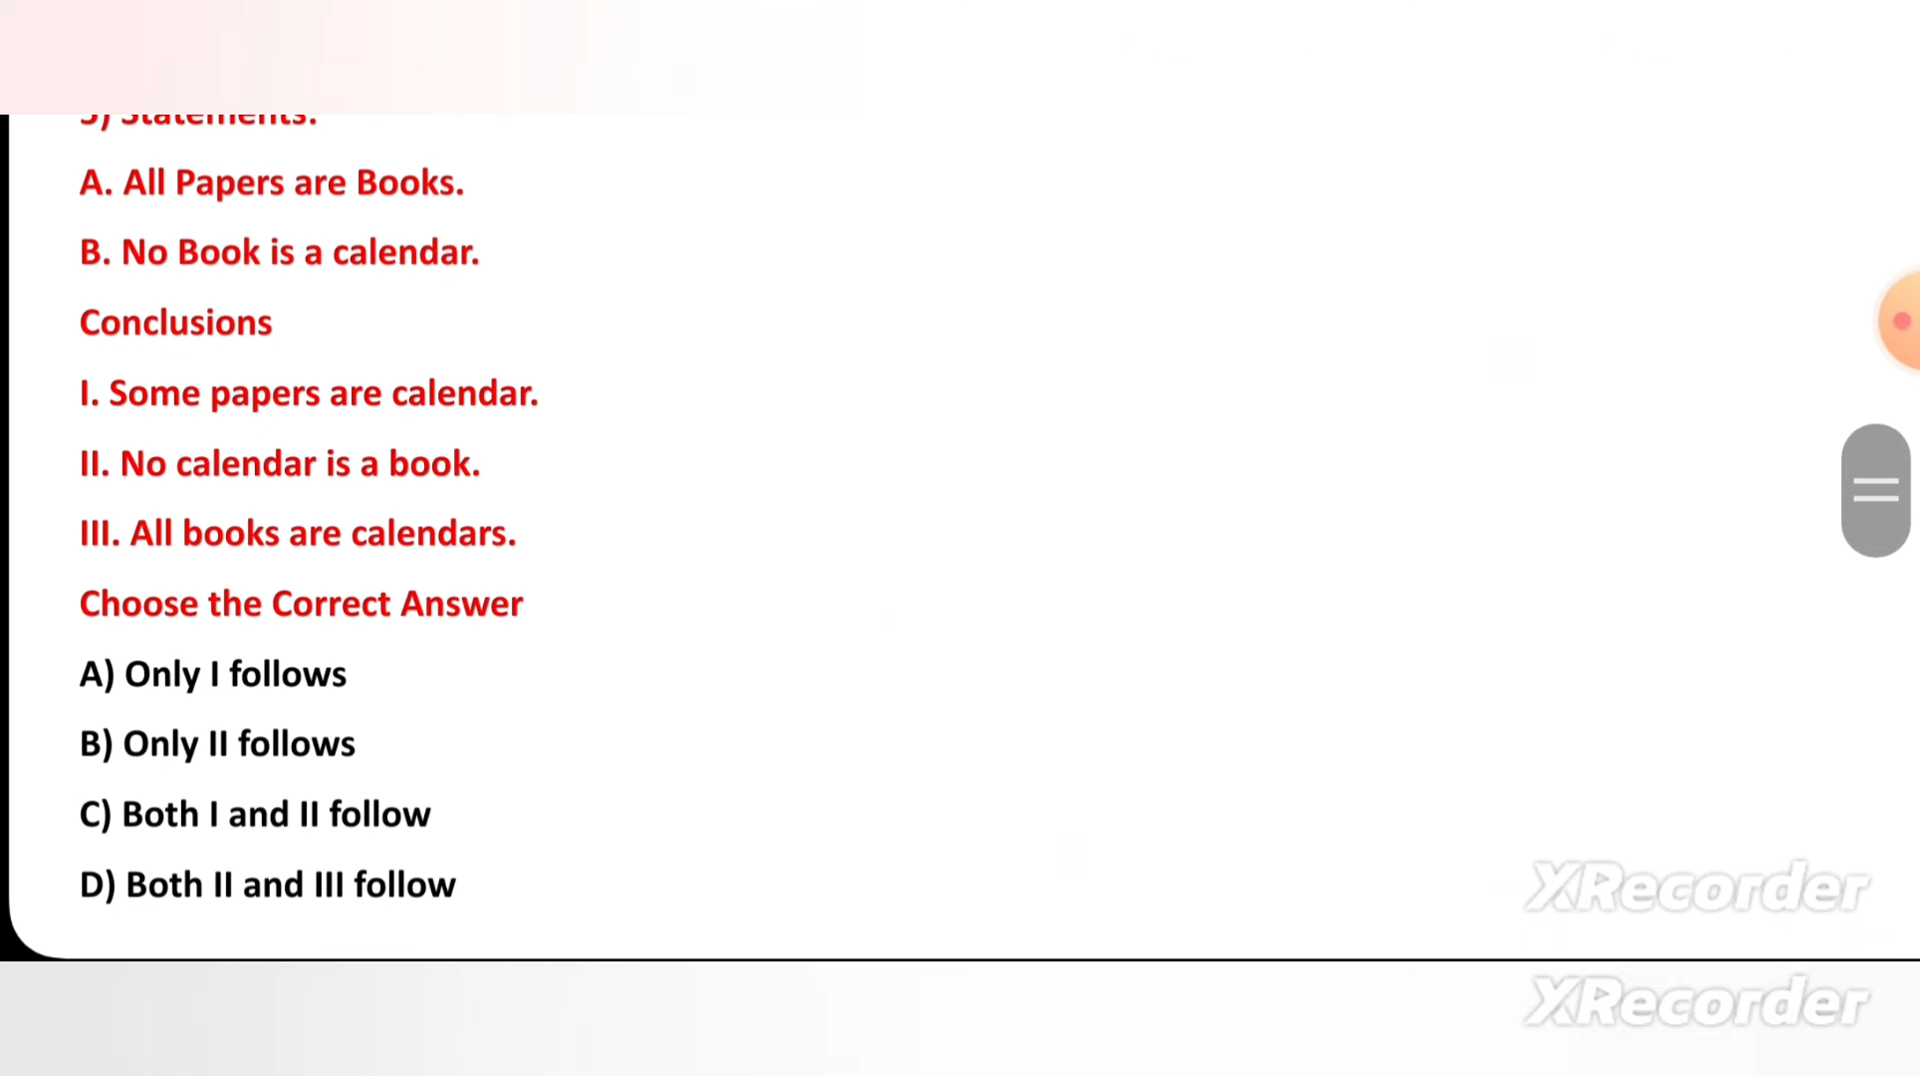 5) Statements:
A. All Papers are Books.
B. No Book is a calendar.
Conclusions
I. Some papers are calendar.
II. No calendar is a book.
III. All books are calendars.
Choose the Correct Answer
A) Only I follows
B) Only II follows
C) Both I and II follow
D) Both II and III follow
XRecorder
XRecorder